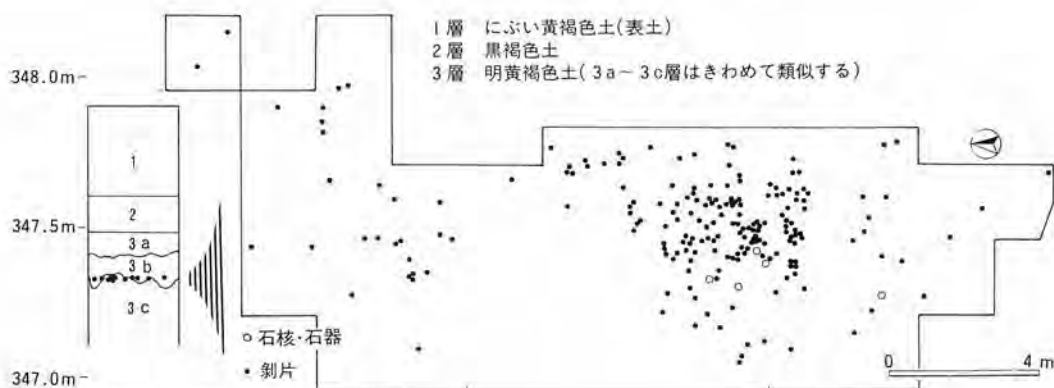 1層 にぶい黄褐色土(表土)
2層 黒褐色土
3層 明黄褐色土(3a~3c層はきわめて類似する)
348.0m
347.5m
347.0m
1
2
3a
3b
3c
○石核・石器
• 剝片
0 4m